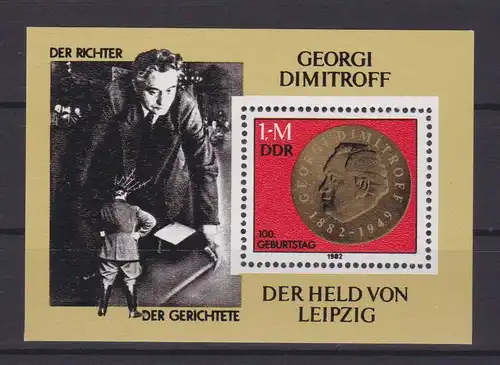 DER RICHTER
GEORGI
DIMITROFF
1,-M
DDR
GEORGI DIMITROFF
1882-1949
100.
GEBURTSTAG
1982
DER GERICHTETE
DER HELD VON
LEIPZIG